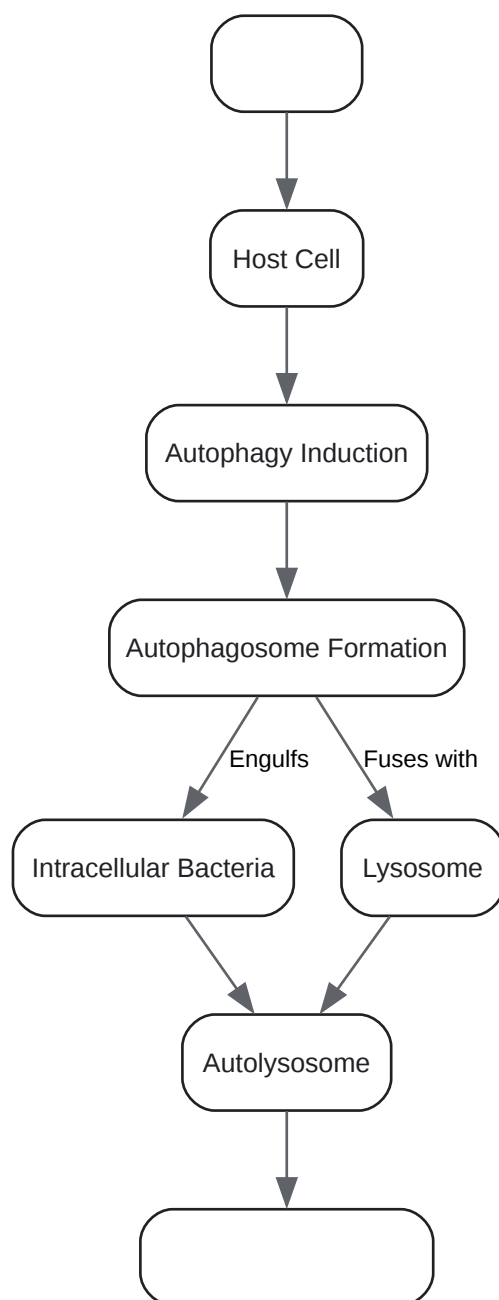 Host Cell
Autophagy Induction
Autophagosome Formation
Engulfs
Fuses with
Intracellular Bacteria
Lysosome
Autolysosome